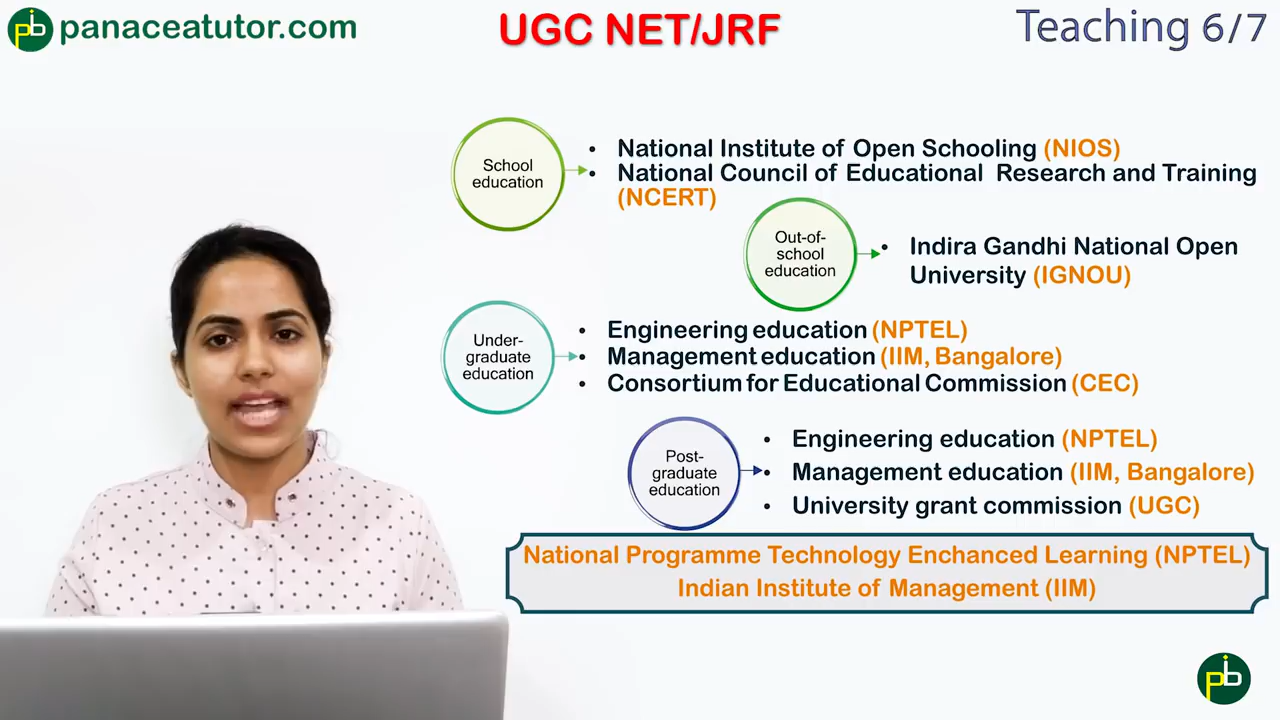 panaceatutor.com
UGC NET/JRF
Teaching 6/7
School
education
• National Institute of Open Schooling (NIOS)
• National Council of Educational Research and Training
(NCERT)
Out-of-
school
education
• Indira Gandhi National Open
University (IGNOU)
Under-
graduate
education
• Engineering education (NPTEL)
• Management education (IIM, Bangalore)
• Consortium for Educational Commission (CEC)
Post-
graduate
education
• Engineering education (NPTEL)
• Management education (IIM, Bangalore)
• University grant commission (UGC)
National Programme Technology Enchanced Learning (NPTEL)
Indian Institute of Management (IIM)
pib